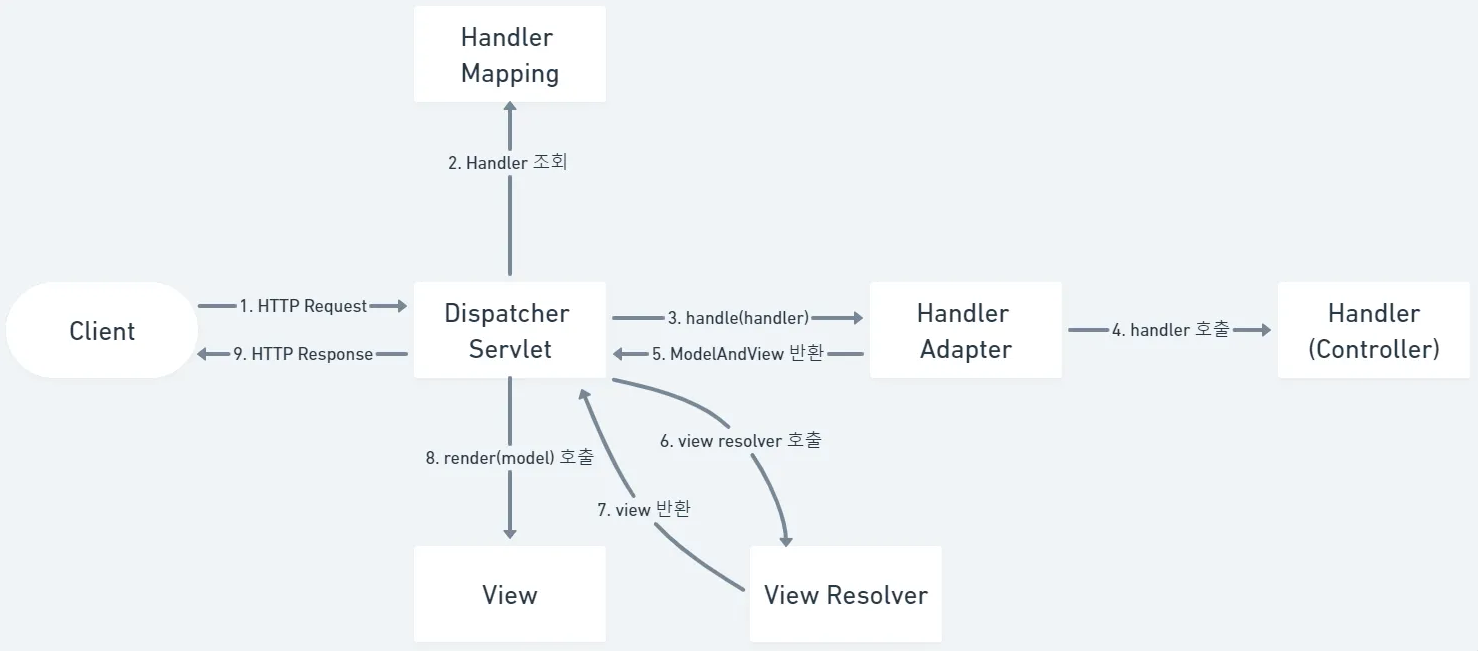 Handler
Mapping
2. Handler 조회
Client
1. HTTP Request
9. HTTP Response
Dispatcher
Servlet
3. handle(handler)
5. ModelAndView 반환
Handler
Adapter
4. handler 호출
Handler
(Controller)
6. view resolver 호출
8. render(model) 호출
7. view 반환
View
View Resolver